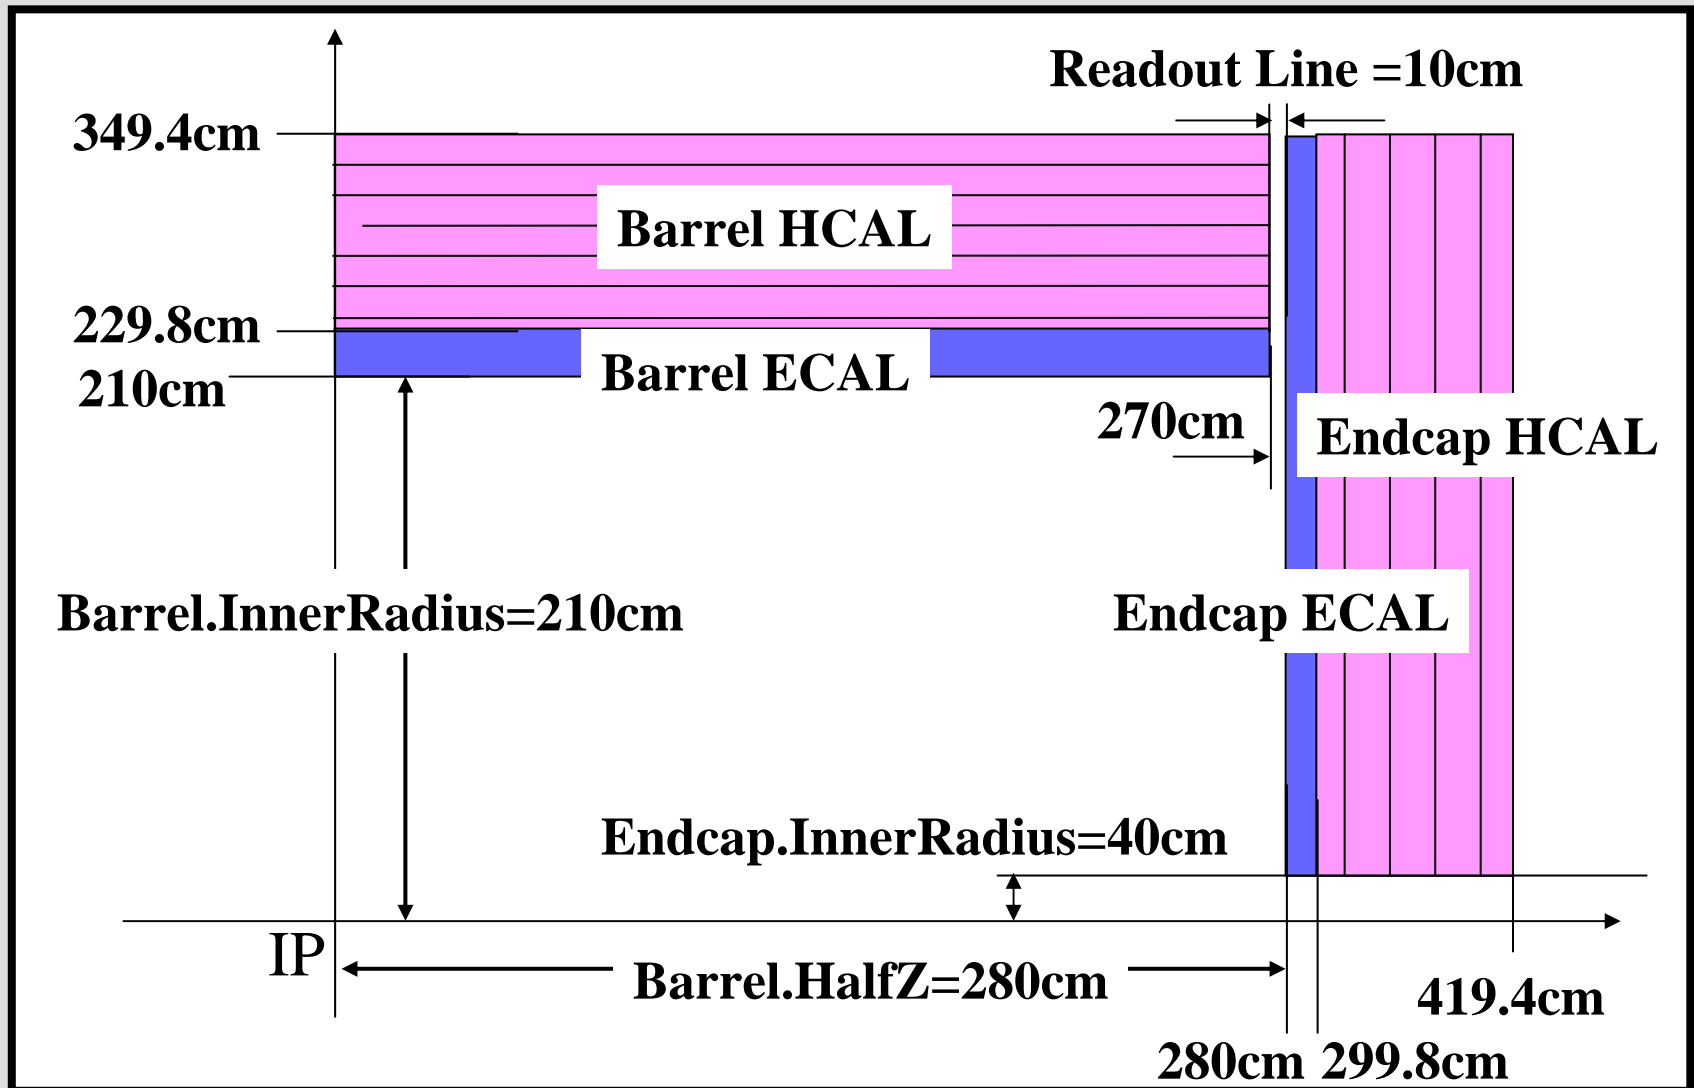 Readout Line =10cm
349.4cm
Barrel HCAL
229.8cm
Barrel ECAL
210cm
270cm
Endcap HCAL
Barrel.InnerRadius=210cm
Endcap ECAL
Endcap.InnerRadius=40cm
IP
Barrel.HalfZ=280cm
419.4cm
280cm 299.8cm